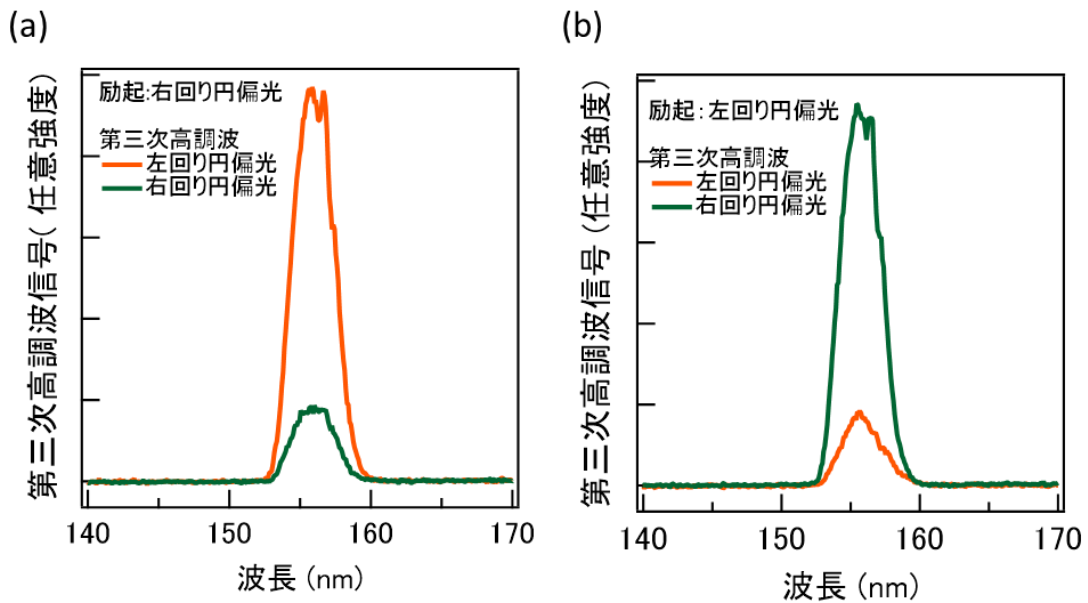 (a)
第三次高調波信号( 任意強度)
励起:右回り円偏光
第三次高調波
左回り円偏光
右回り円偏光
140
150
160
170
波長 (nm)
(b)
第三次高調波信号 (任意強度)
励起: 左回り円偏光
第三次高調波
左回り円偏光
右回り円偏光
140
150
160
170
波長 (nm)